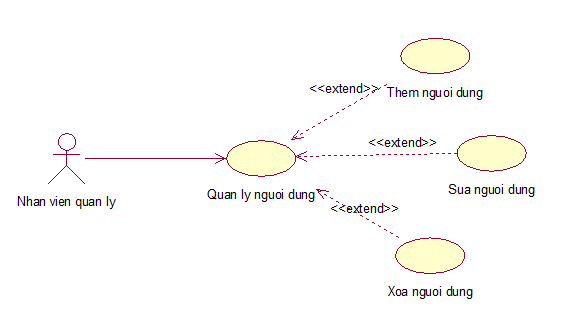 <<extend>>
Them nguoi dung
<<extend>>
Sua nguoi dung
Nhan vien quan ly
Quan ly nguoi dung
<<extend>>
Xoa nguoi dung